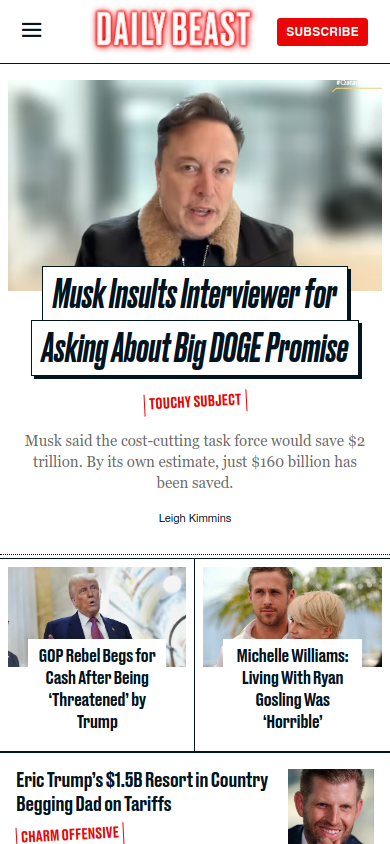 DAILY BEAST
SUBSCRIBE
Musk Insults Interviewer for
Asking About Big DOGE Promise
TOUCHY SUBJECT
Musk said the cost-cutting task force would save $2
trillion. By its own estimate, just $160 billion has
been saved.
Leigh Kimmins
GOP Rebel Begs for
Cash After Being
‘Threatened’ by
Trump
Michelle Williams:
Living With Ryan
Gosling Was
‘Horrible’
Eric Trump’s $1.5B Resort in Country
Begging Dad on Tariffs
CHARM OFFENSIVE